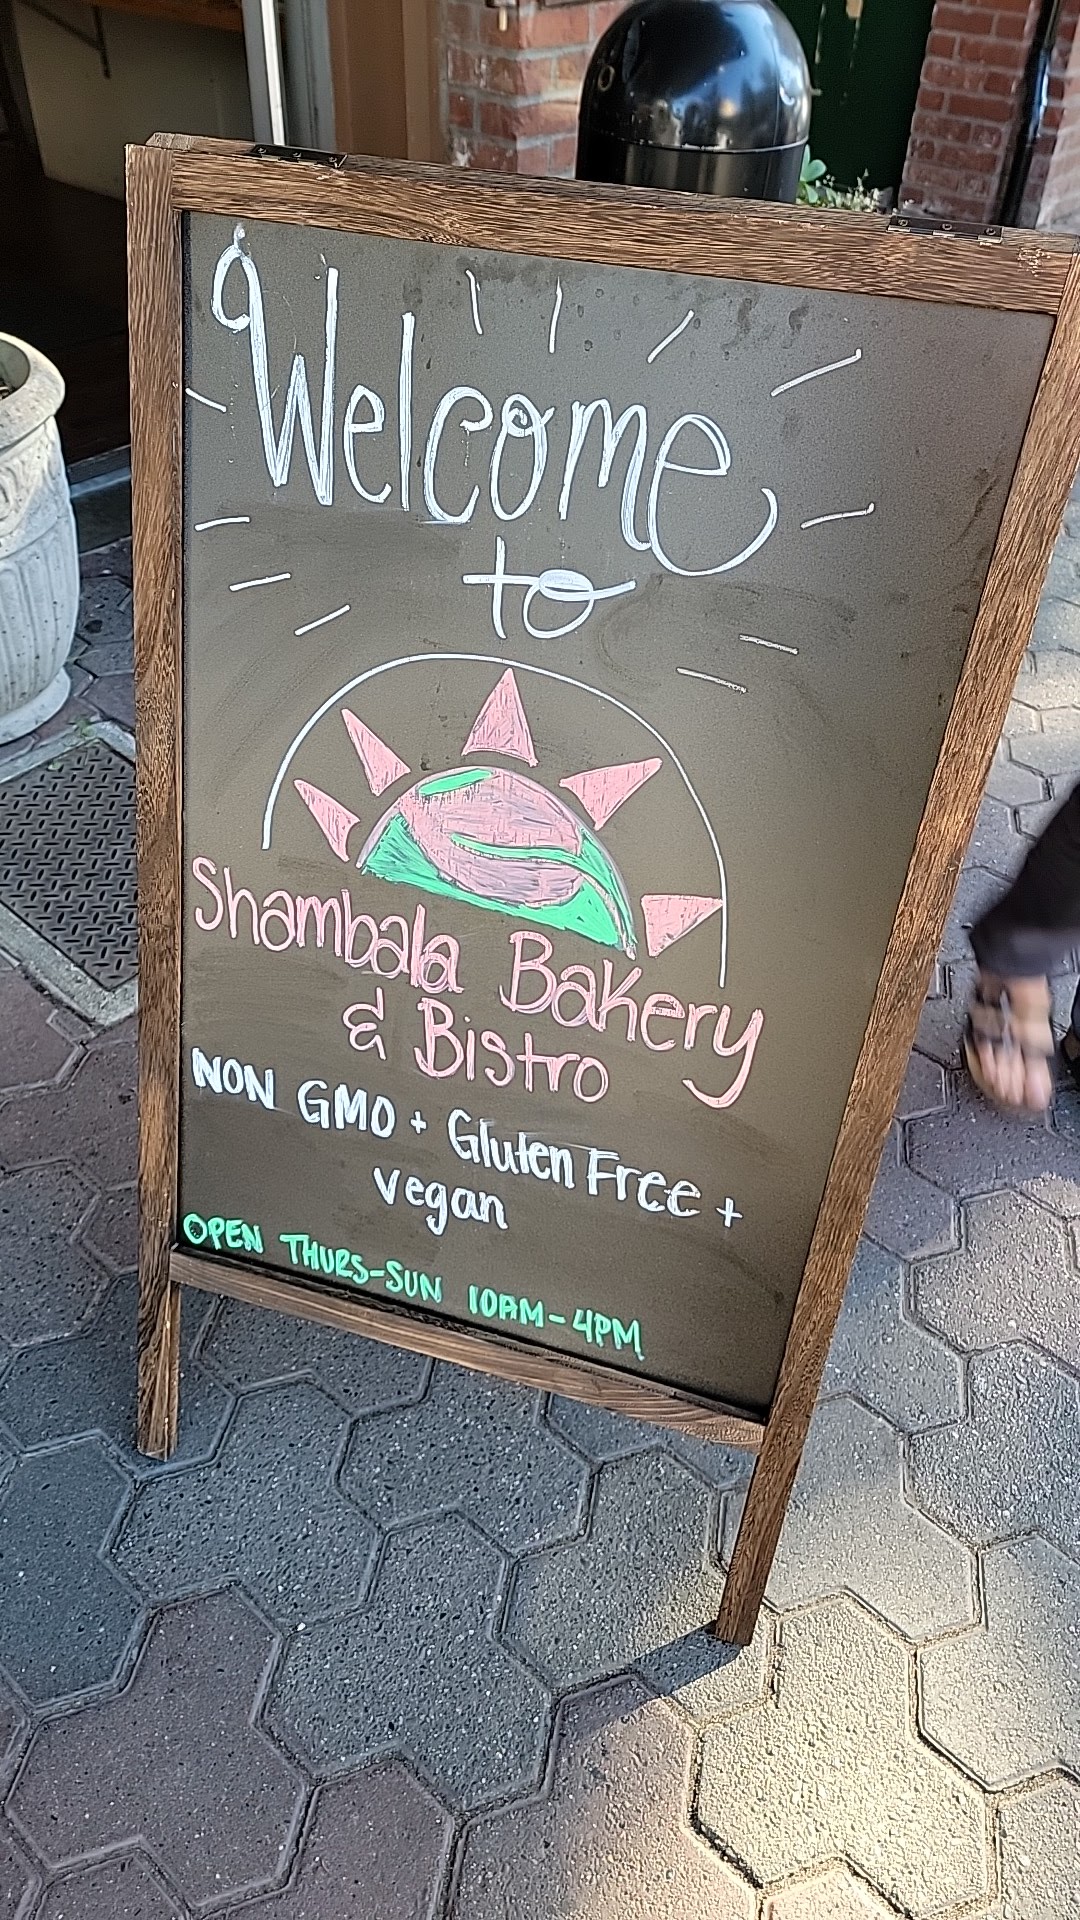 Welcome
to
Shambala Bakery
& Bistro
NON GMO + Gluten Free +
vegan
OPEN THURS-SUN 10AM-4PM